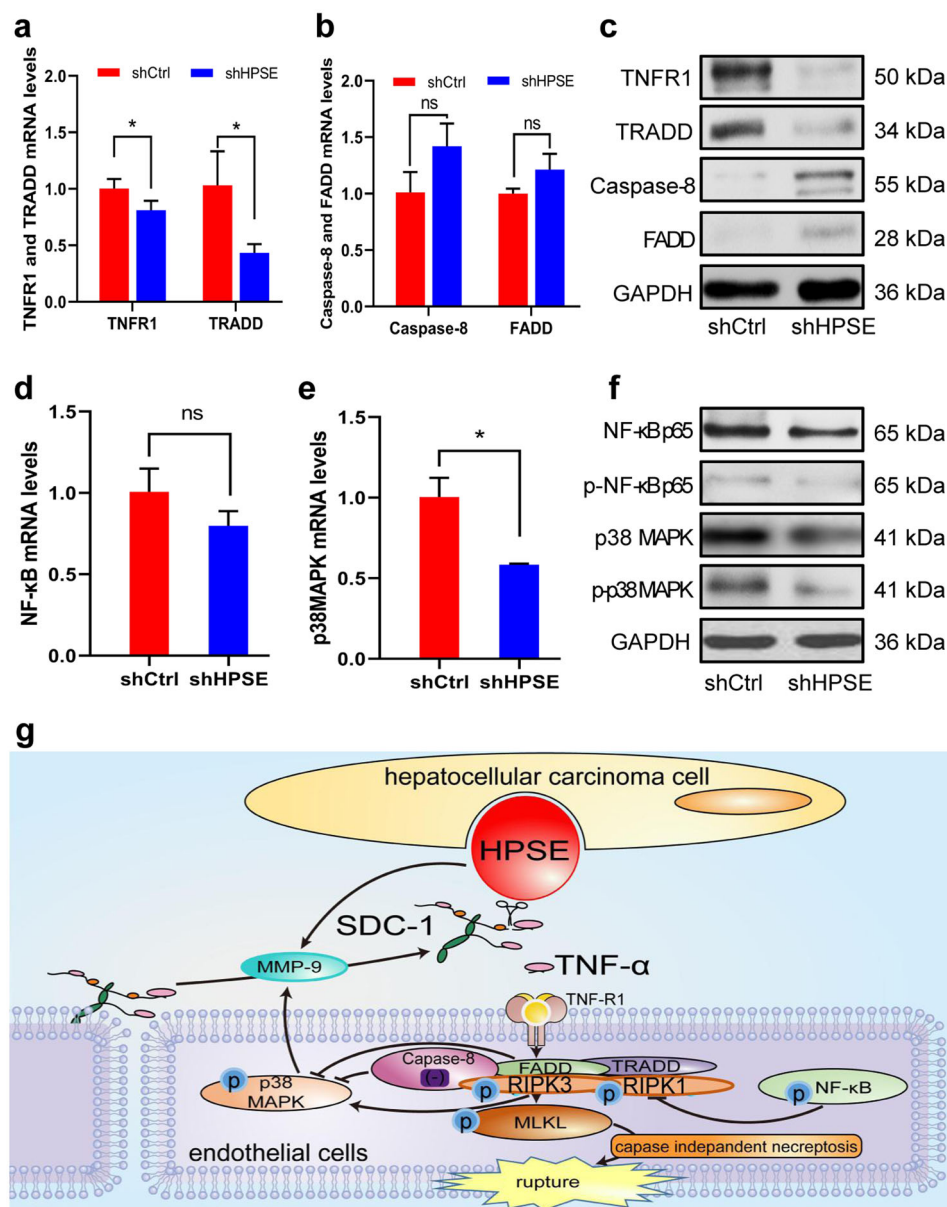 a
TNFR1 and TRADD mRNA levels
shCtrl shHPSE
2.0
1.5
1.0
0.5
0.0
* *
TNFR1 TRADD
b
Caspase-8 and FADD mRNA levels
shCtrl shHPSE
2.0
1.5
1.0
0.5
0.0
ns ns
Caspase-8 FADD
c
TNFR1 50 kDa
TRADD 34 kDa
Caspase-8 55 kDa
FADD 28 kDa
GAPDH 36 kDa
shCtrl shHPSE
d
NF-κB mRNA levels
1.5
1.0
0.5
0.0
ns
shCtrl shHPSE
e
p38MAPK mRNA levels
1.5
1.0
0.5
0.0
*
shCtrl shHPSE
f
NF-κBp65 65 kDa
p-NF-κBp65 65 kDa
p38 MAPK 41 kDa
p-p38MAPK 41 kDa
GAPDH 36 kDa
shCtrl shHPSE
g
hepatocellular carcinoma cell
HPSE
SDC-1
MMP-9
TNF-α
TNF-R1
Capase-8
(-)
FADD
TRADD
p
p38
MAPK
p
RIPK3
p
RIPK1
p
NF-κB
p
MLKL
capase independent necreptosis
endothelial cells
rupture